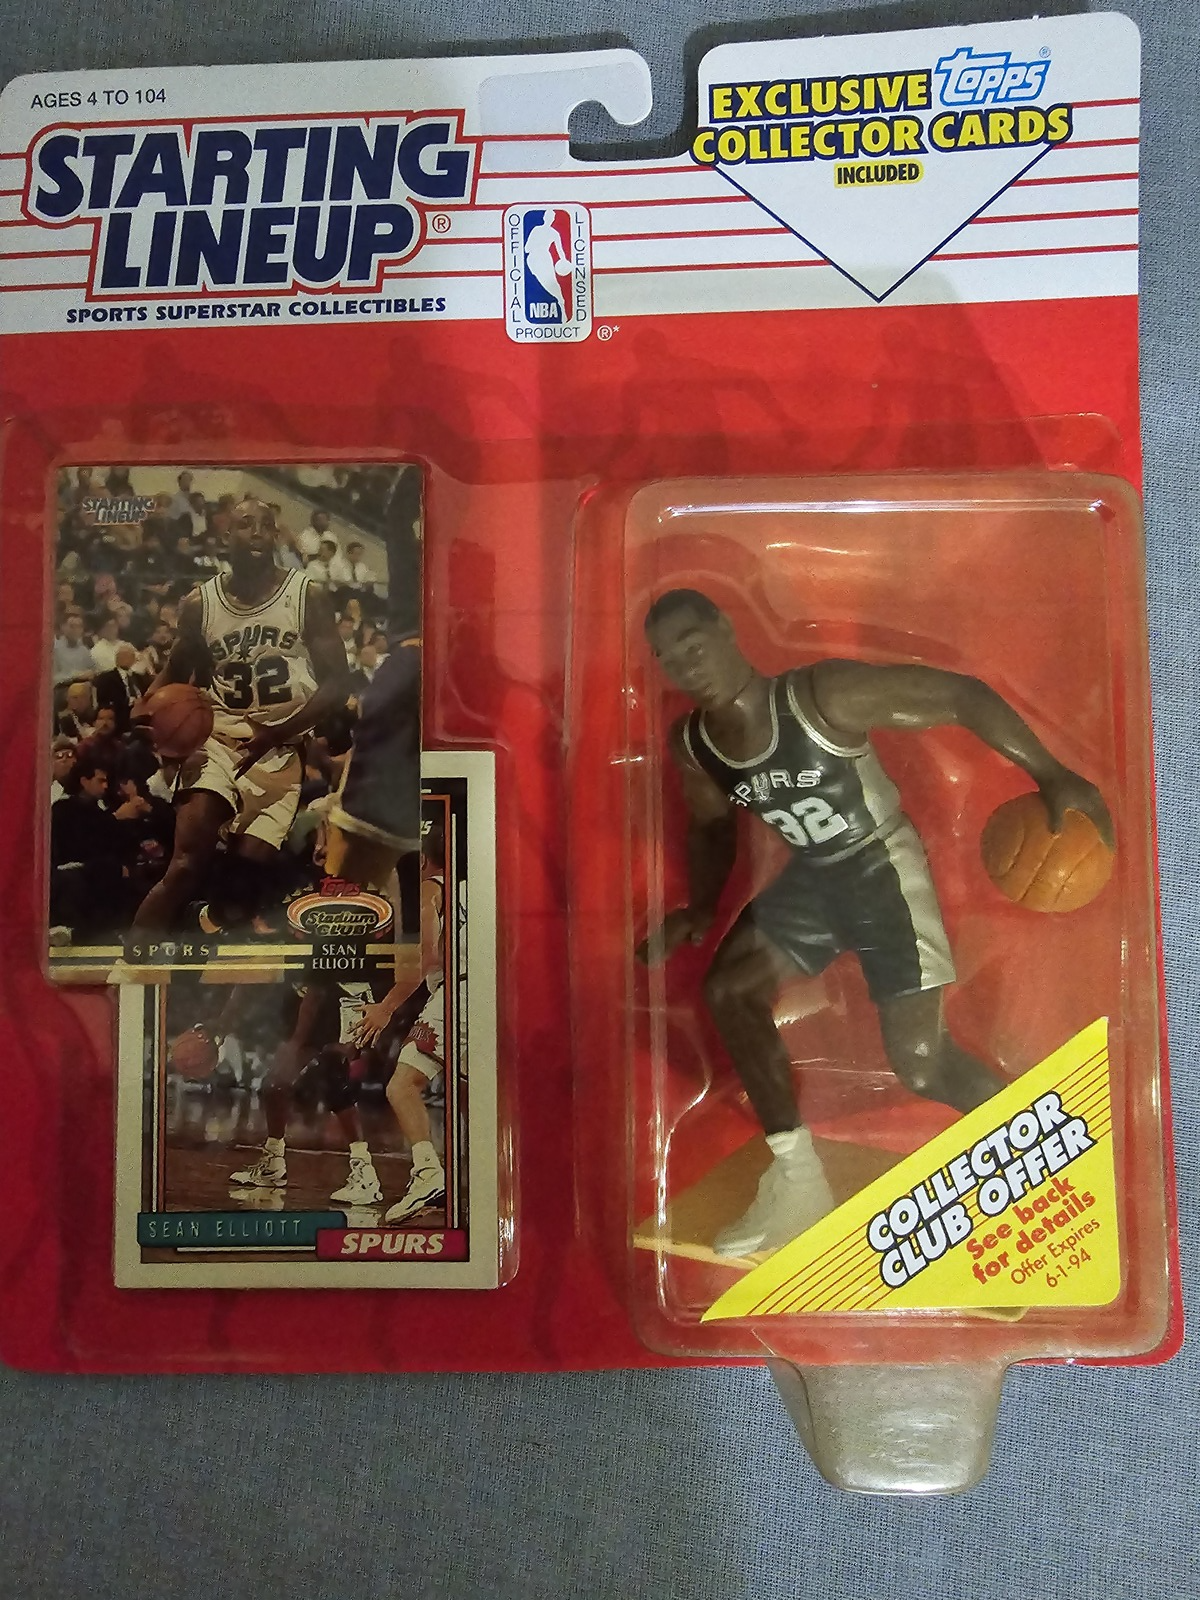 AGES 4 TO 104
STARTING
LINEUP®
SPORTS SUPERSTAR COLLECTIBLES
OFFICIAL
LICENSED
NBA
PRODUCT
®*
EXCLUSIVE Topps®
COLLECTOR CARDS
INCLUDED
STARTING
LINEUP
SPURS
32
Topps
Stadium
CLUB
SPURS
SEAN
ELLIOTT
SEAN ELLIOTT
SPURS
SPURS
32
COLLECTOR
CLUB OFFER
See back
for details
Offer Expires
6-1-94